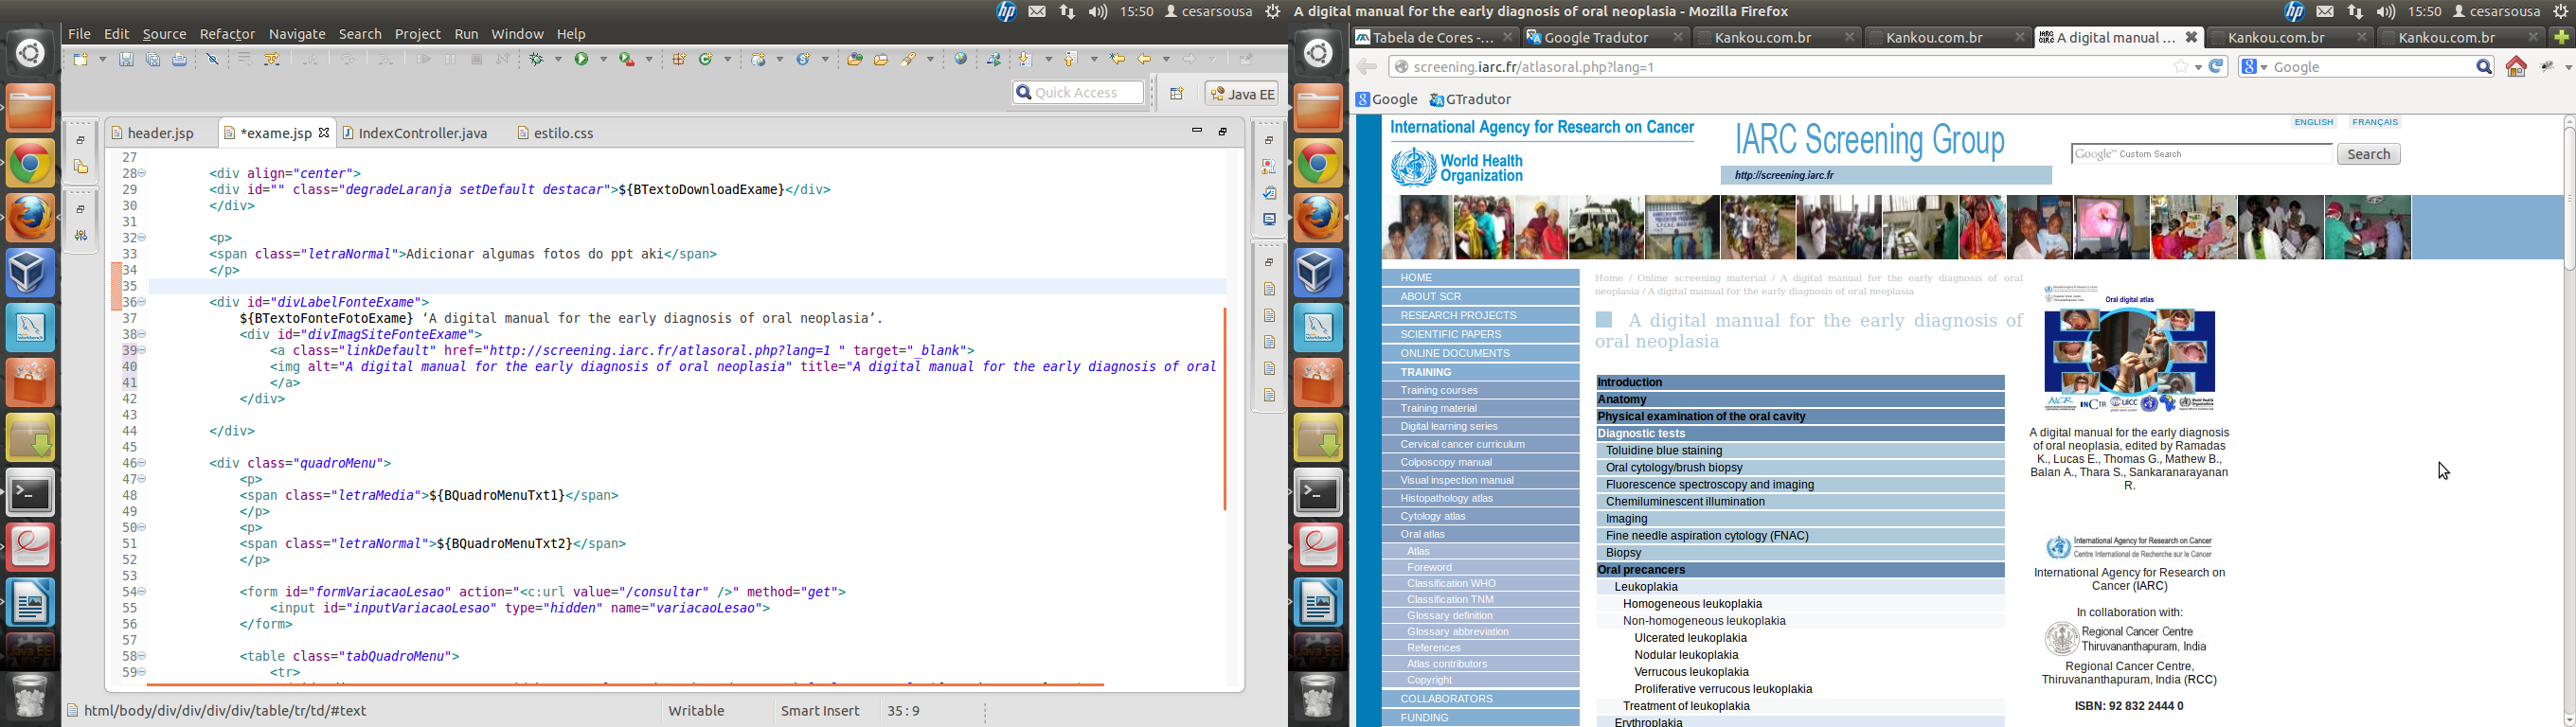 15:50 cesarsousa
File Edit Source Refactor Navigate Search Project Run Window Help
Quick Access
Java EE
header.jsp *exame.jsp IndexController.java estilo.css
27
28 <div align="center">
29 <div id="" class="degradeLaranja setDefault destacar">${BTextoDownloadExame}</div>
30 </div>
31
32 <p>
33 <span class="letraNormal">Adicionar algumas fotos do ppt aki</span>
34 </p>
35
36 <div id="divLabelFonteExame">
37 ${BTextoFonteFotoExame} ‘A digital manual for the early diagnosis of oral neoplasia’.
38 <div id="divImagSiteFonteExame">
39 <a class="linkDefault" href="http://screening.iarc.fr/atlasoral.php?lang=1 " target="_blank">
40 <img alt="A digital manual for the early diagnosis of oral neoplasia" title="A digital manual for the early diagnosis of oral
41 </a>
42 </div>
43
44 </div>
45
46 <div class="quadroMenu">
47 <p>
48 <span class="letraMedia">${BQuadroMenuTxt1}</span>
49 </p>
50 <p>
51 <span class="letraNormal">${BQuadroMenuTxt2}</span>
52 </p>
53
54 <form id="formVariacaoLesao" action="<c:url value="/consultar" />" method="get">
55 <input id="inputVariacaoLesao" type="hidden" name="variacaoLesao">
56 </form>
57
58 <table class="tabQuadroMenu">
59 <tr>
html/body/div/div/div/div/table/tr/td/#text Writable Smart Insert 35 : 9
A digital manual for the early diagnosis of oral neoplasia - Mozilla Firefox
15:50 cesarsousa
Tabela de Cores -... Google Tradutor Kankou.com.br Kankou.com.br A digital manual ... Kankou.com.br Kankou.com.br
screening.iarc.fr/atlasoral.php?lang=1
Google
Google GTradutor
International Agency for Research on Cancer
World Health
Organization
IARC Screening Group
http://screening.iarc.fr
ENGLISH FRANÇAIS
Google™ Custom Search
Search
HOME
ABOUT SCR
RESEARCH PROJECTS
SCIENTIFIC PAPERS
ONLINE DOCUMENTS
TRAINING
Training courses
Training material
Digital learning series
Cervical cancer curriculum
Colposcopy manual
Visual inspection manual
Histopathology atlas
Cytology atlas
Oral atlas
Atlas
Foreword
Classification WHO
Classification TNM
Glossary definition
Glossary abbreviation
References
Atlas contributors
Copyright
COLLABORATORS
FUNDING
Home / Online screening material / A digital manual for the early diagnosis of oral
neoplasia / A digital manual for the early diagnosis of oral neoplasia
A digital manual for the early diagnosis of
oral neoplasia
Introduction
Anatomy
Physical examination of the oral cavity
Diagnostic tests
Toluidine blue staining
Oral cytology/brush biopsy
Fluorescence spectroscopy and imaging
Chemiluminescent illumination
Imaging
Fine needle aspiration cytology (FNAC)
Biopsy
Oral precancers
Leukoplakia
Homogeneous leukoplakia
Non-homogeneous leukoplakia
Ulcerated leukoplakia
Nodular leukoplakia
Verrucous leukoplakia
Proliferative verrucous leukoplakia
Treatment of leukoplakia
Erythroplakia
Oral digital atlas
A digital manual for the early diagnosis
of oral neoplasia, edited by Ramadas
K., Lucas E., Thomas G., Mathew B.,
Balan A., Thara S., Sankaranarayanan
R.
International Agency for Research on Cancer
Centre International de Recherche sur le Cancer
International Agency for Research on
Cancer (IARC)
In collaboration with:
Regional Cancer Centre
Thiruvananthapuram, India
Regional Cancer Centre,
Thiruvananthapuram, India (RCC)
ISBN: 92 832 2444 0